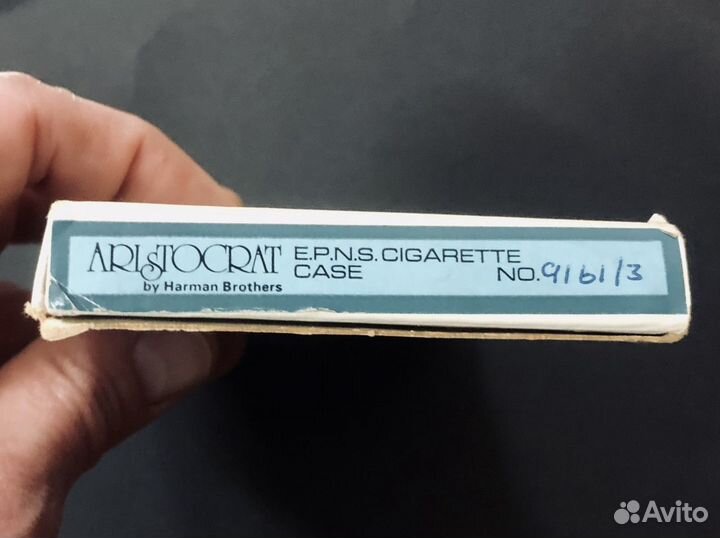 ARISTOCRAT E.P.N.S. CIGARETTE
CASE NO. 9161/3
by Harman Brothers
Avito